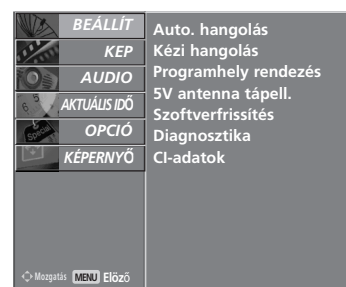 BEÁLLÍT
KEP
AUDIO
AKTUÁLIS IDŐ
OPCIÓ
KÉPERNYŐ
Auto. hangolás
Kézi hangolás
Programhely rendezés
5V antenna tápell.
Szoftverfrissítés
Diagnosztika
CI-adatok
Mozgatás MENU Előző